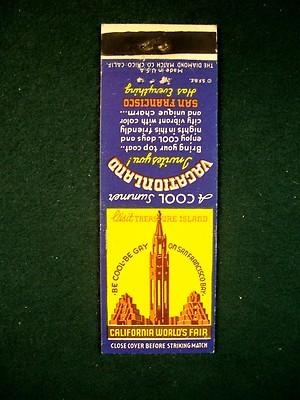 Visit TREASURE ISLAND
·BE COOL·BE GAY ON SAN FRANCISCO BAY·
CALIFORNIA WORLD'S FAIR
CLOSE COVER BEFORE STRIKING MATCH
A COOL Summer
VACATIONLAND
Invites you!
Bring your top coat..
enjoy COOL days and
nights in this friendly
city vibrant with color
and unique charm...
SAN FRANCISCO
Has Everything
Made in U.S.A.
THE DIAMOND MATCH CO. CHICO·CALIF.